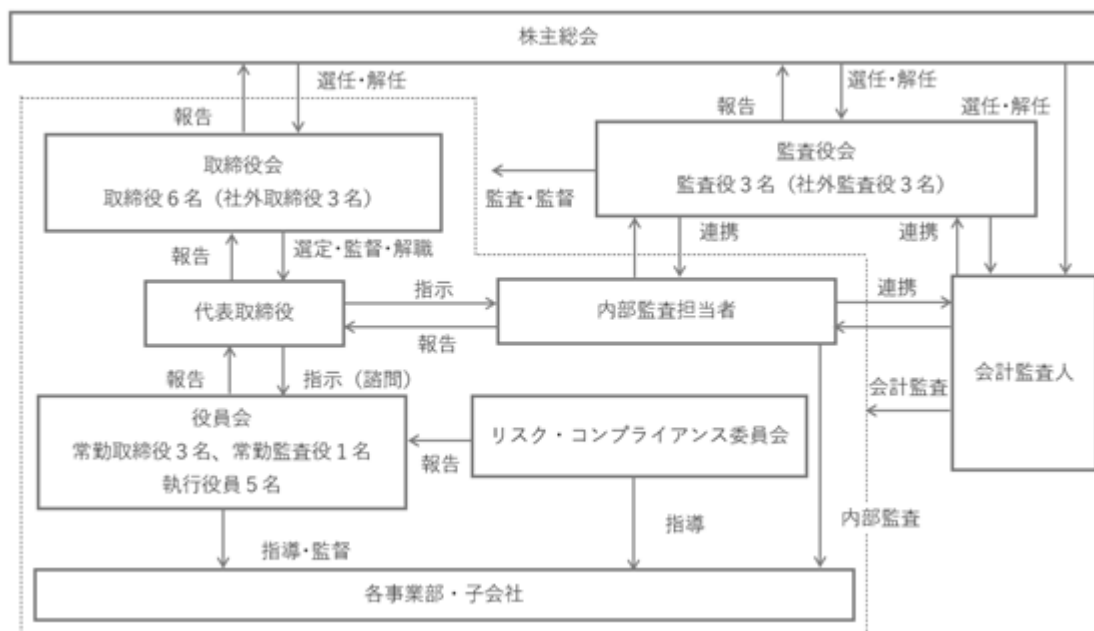 株主総会
選任・解任
選任・解任
選任・解任
報告
報告
取締役会
取締役6名（社外取締役3名）
監査役会
監査役3名（社外監査役3名）
監査・監督
報告
選定・監督・解職
連携
連携
代表取締役
指示
報告
内部監査担当者
連携
会計監査人
報告
指示（諮問）
会計監査
役員会
常勤取締役3名、常勤監査役1名
執行役員5名
報告
リスク・コンプライアンス委員会
指導・監督
指導
内部監査
各事業部・子会社